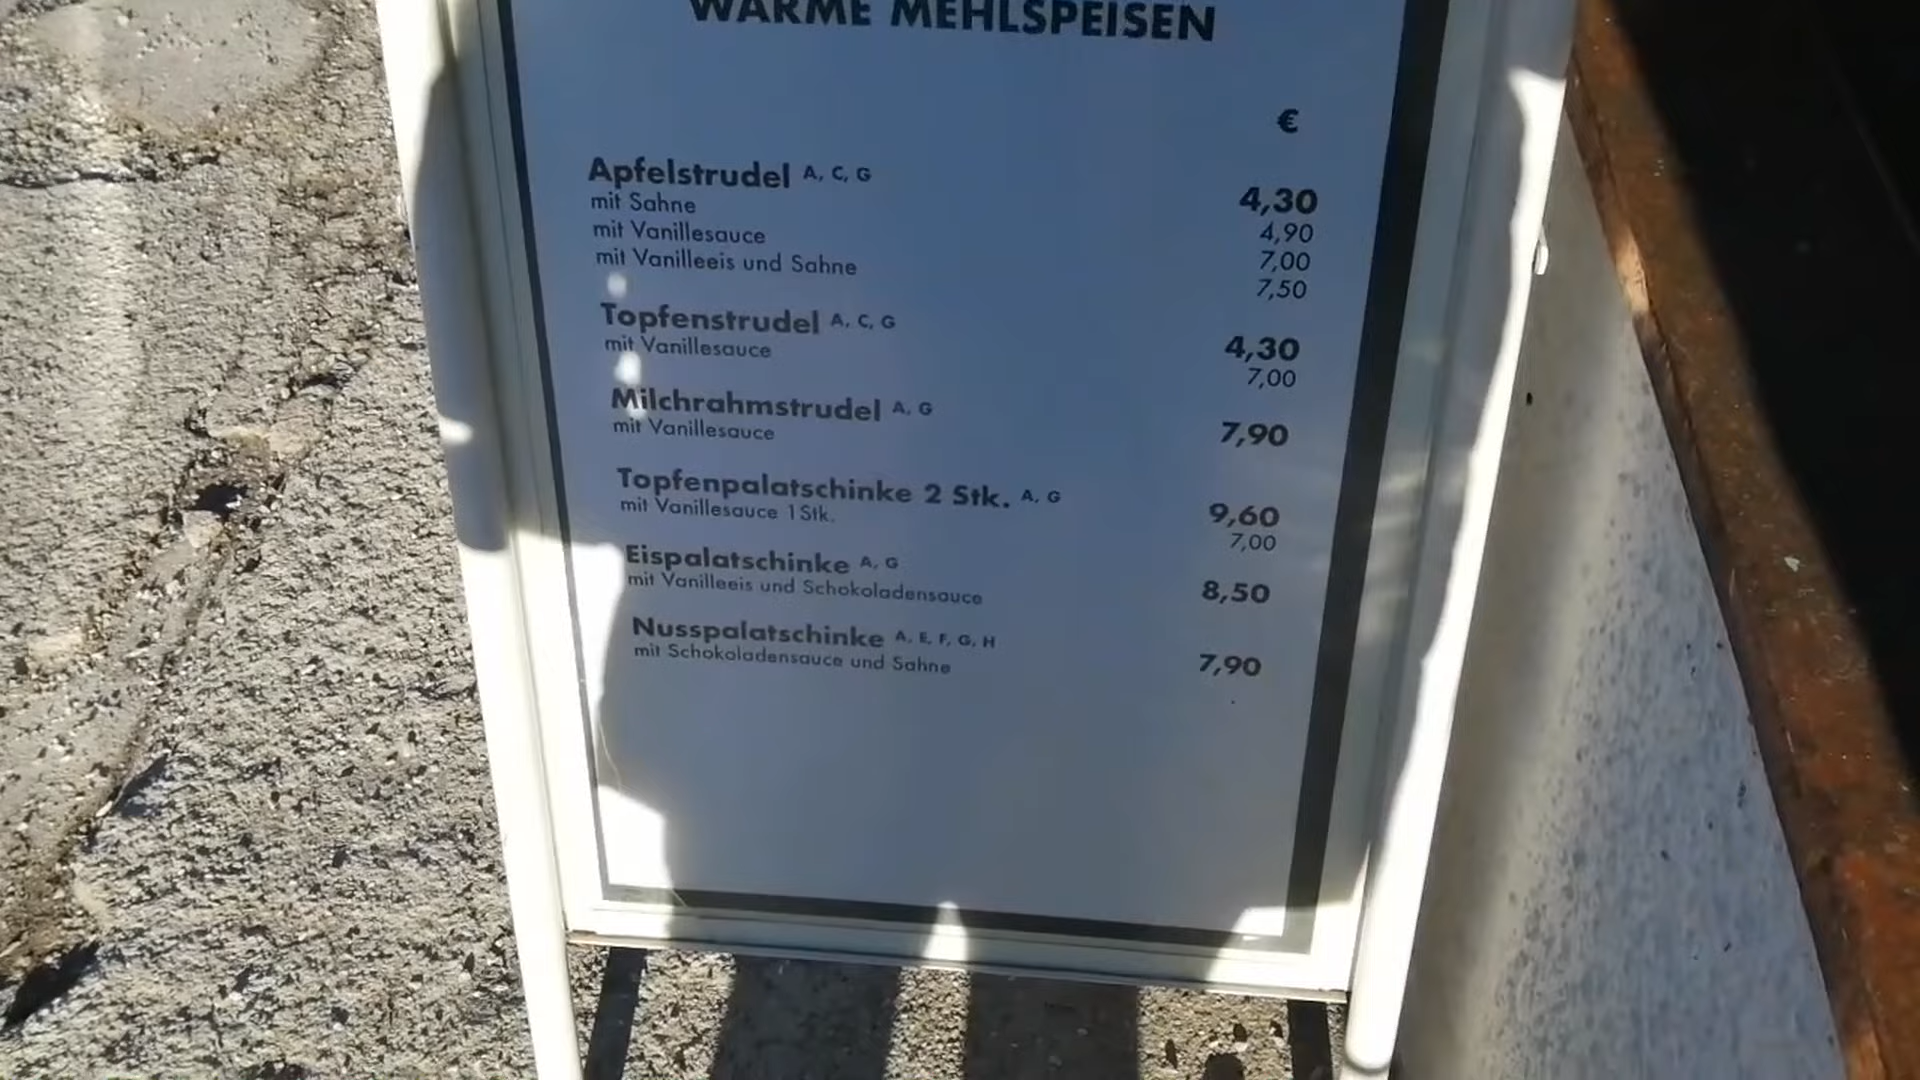 WARME MEHLSPEISEN
€
Apfelstrudel A, C, G 4,30
mit Sahne 4,90
mit Vanillesauce 7,00
mit Vanilleeis und Sahne 7,50
Topfenstrudel A, C, G 4,30
mit Vanillesauce 7,00
Milchrahmstrudel A, G 7,90
mit Vanillesauce
Topfenpalatschinke 2 Stk. A, G 9,60
mit Vanillesauce 1 Stk. 7,00
Eispalatschinke A, G 8,50
mit Vanilleeis und Schokoladensauce
Nusspalatschinke A, E, F, G, H 7,90
mit Schokoladensauce und Sahne